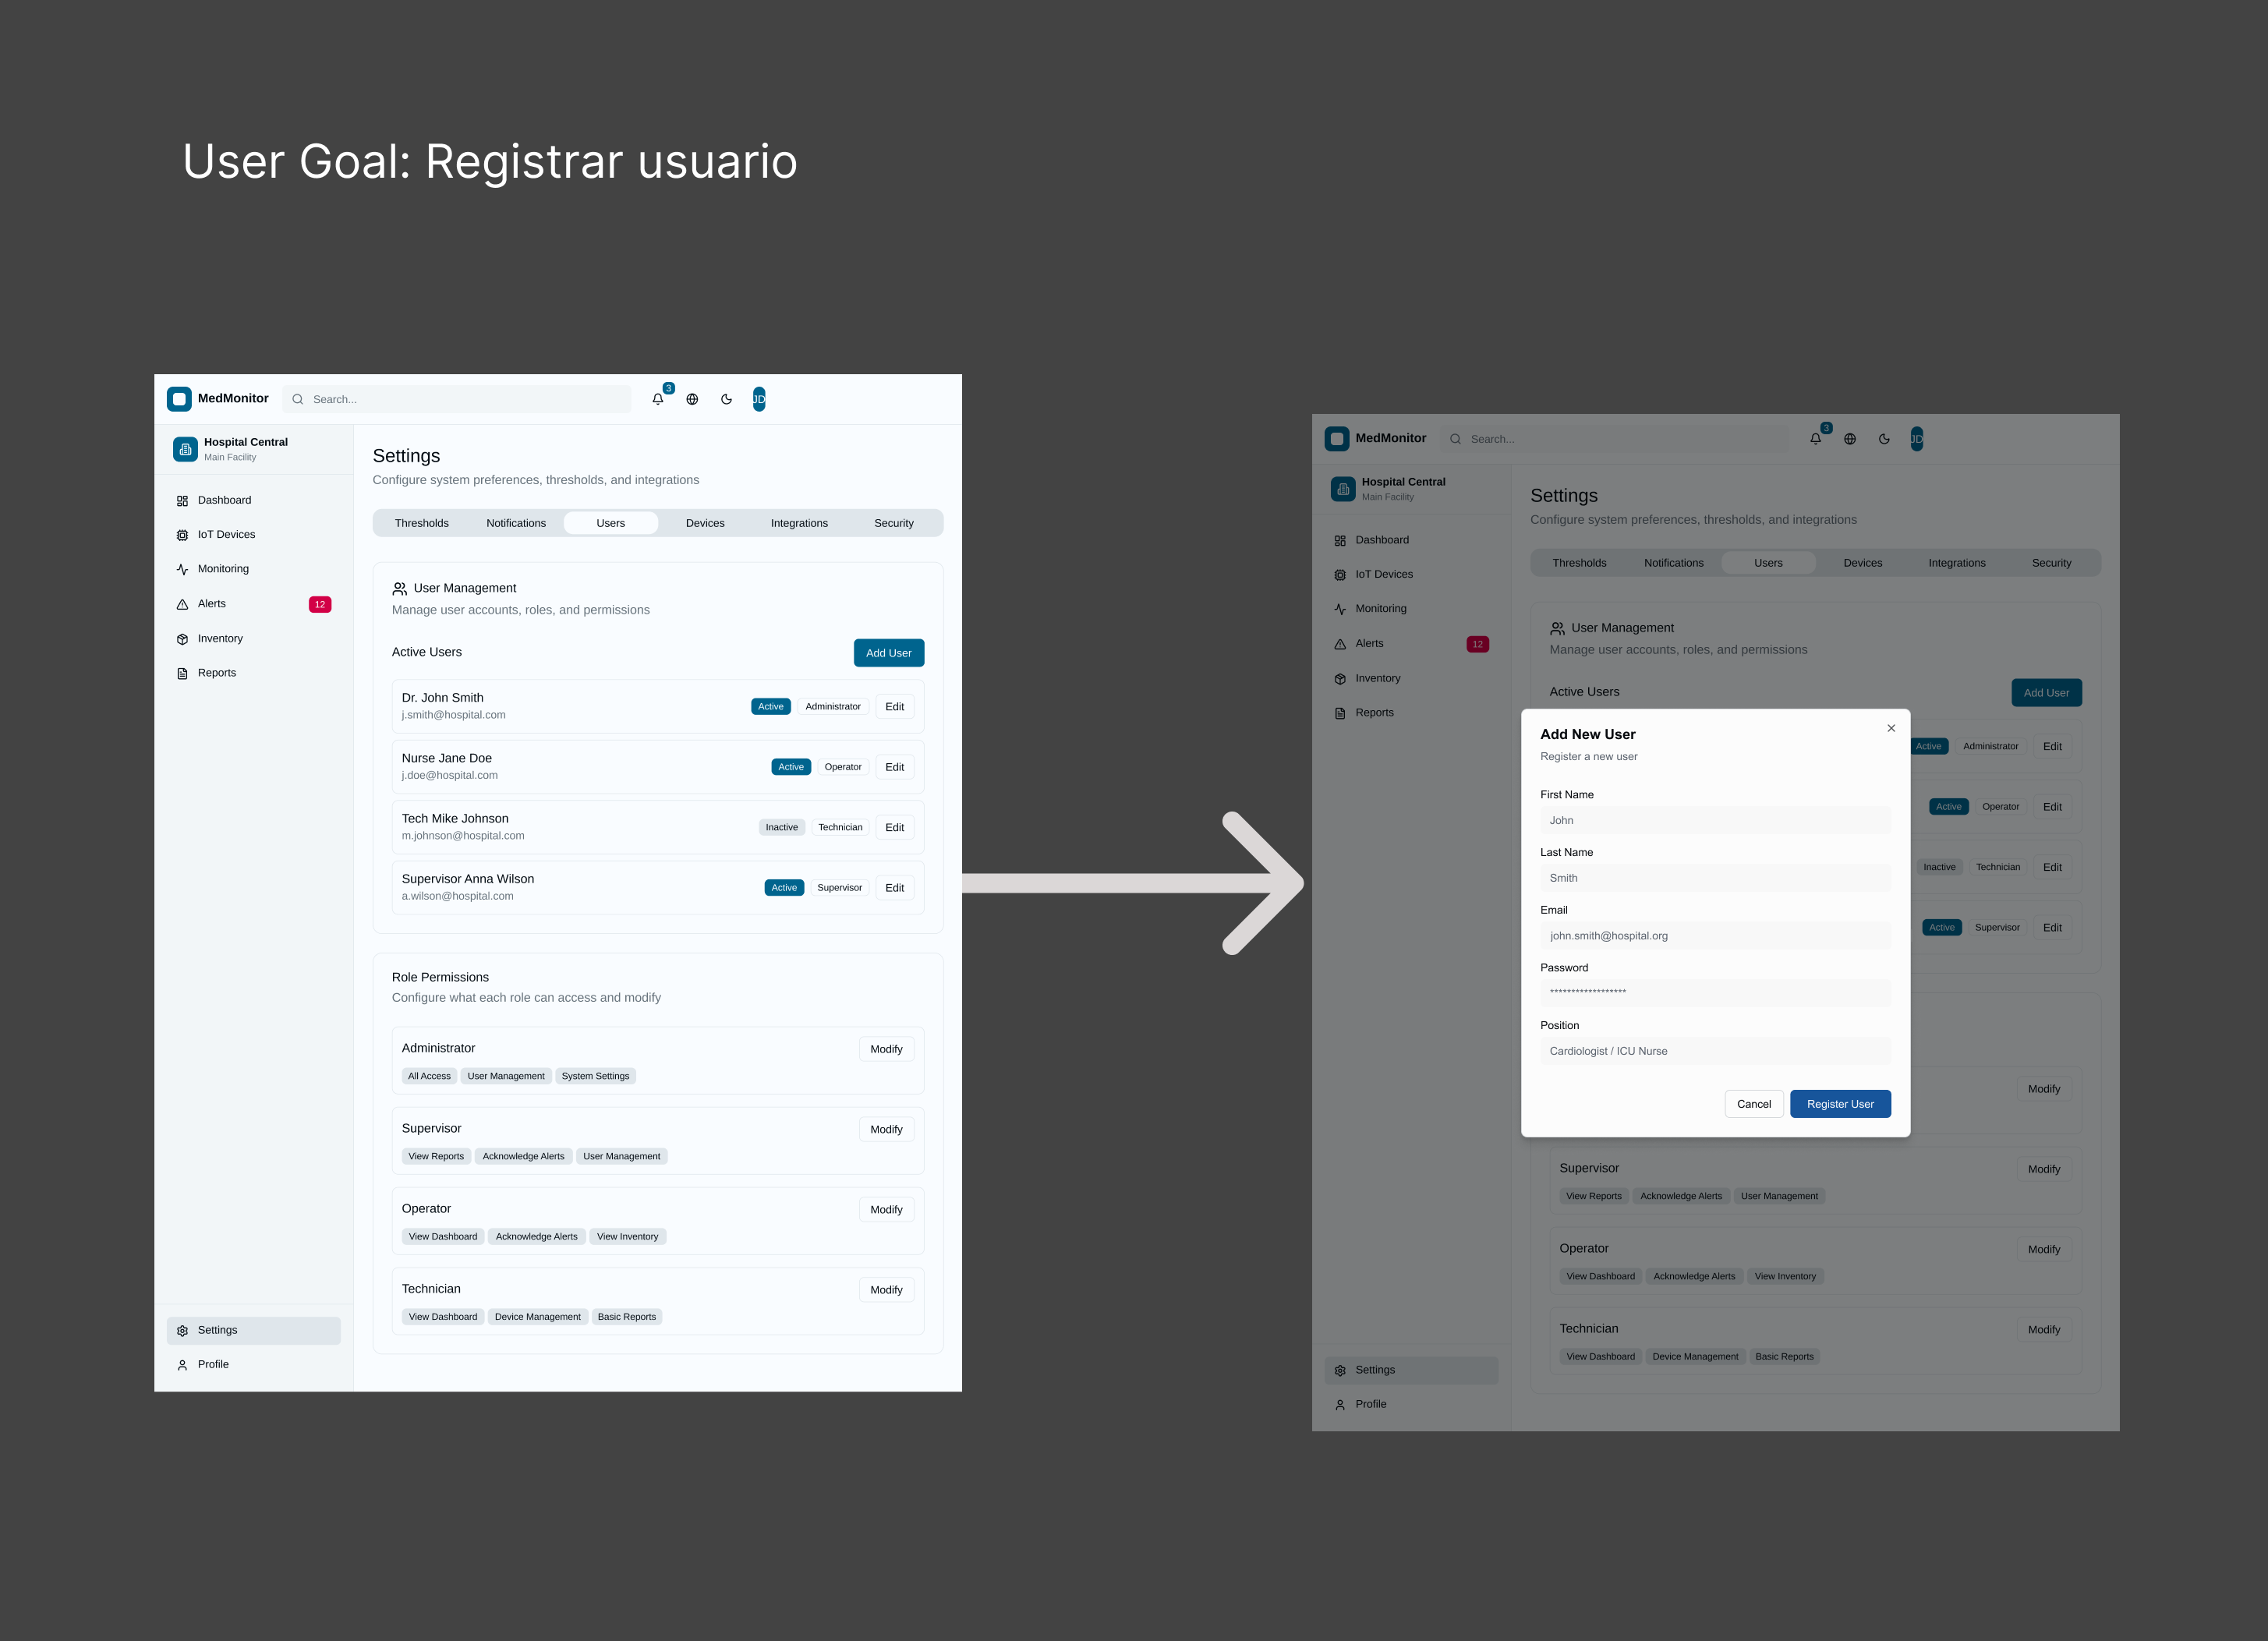 User Goal: Registrar usuario
MedMonitor
Search...
3
JD
Hospital Central
Main Facility
Dashboard
IoT Devices
Monitoring
Alerts
12
Inventory
Reports
Settings
Profile
Settings
Configure system preferences, thresholds, and integrations
Thresholds Notifications Users Devices Integrations Security
User Management
Manage user accounts, roles, and permissions
Active Users
Add User
Dr. John Smith
j.smith@hospital.com
Active Administrator Edit
Nurse Jane Doe
j.doe@hospital.com
Active Operator Edit
Tech Mike Johnson
m.johnson@hospital.com
Inactive Technician Edit
Supervisor Anna Wilson
a.wilson@hospital.com
Active Supervisor Edit
Role Permissions
Configure what each role can access and modify
Administrator
Modify
All Access User Management System Settings
Supervisor
Modify
View Reports Acknowledge Alerts User Management
Operator
Modify
View Dashboard Acknowledge Alerts View Inventory
Technician
Modify
View Dashboard Device Management Basic Reports
MedMonitor
Search...
3
JD
Hospital Central
Main Facility
Dashboard
IoT Devices
Monitoring
Alerts
12
Inventory
Reports
Settings
Profile
Settings
Configure system preferences, thresholds, and integrations
Thresholds Notifications Users Devices Integrations Security
User Management
Manage user accounts, roles, and permissions
Active Users
Add User
Active Administrator Edit
Active Operator Edit
Inactive Technician Edit
Active Supervisor Edit
Add New User
Register a new user
First Name
John
Last Name
Smith
Email
john.smith@hospital.org
Password
******************
Position
Cardiologist / ICU Nurse
Cancel Register User
Modify
Supervisor
Modify
View Reports Acknowledge Alerts User Management
Operator
Modify
View Dashboard Acknowledge Alerts View Inventory
Technician
Modify
View Dashboard Device Management Basic Reports